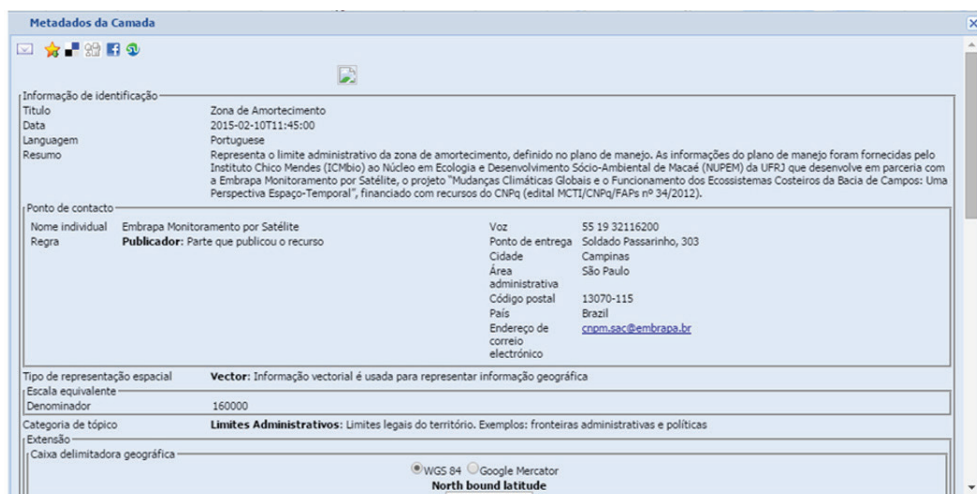 Metadados da Camada
Informação de identificação
Titulo Zona de Amortecimento
Data 2015-02-10T11:45:00
Languagem Portuguese
Resumo Representa o limite administrativo da zona de amortecimento, definido no plano de manejo. As informações do plano de manejo foram fornecidas pelo
Instituto Chico Mendes (ICMbio) ao Núcleo em Ecologia e Desenvolvimento Sócio-Ambiental de Macaé (NUPEM) da UFRJ que desenvolve em parceria com
a Embrapa Monitoramento por Satélite, o projeto "Mudanças Climáticas Globais e o Funcionamento dos Ecossistemas Costeiros da Bacia de Campos: Uma
Perspectiva Espaço-Temporal", financiado com recursos do CNPq (edital MCTI/CNPq/FAPs nº 34/2012).
Ponto de contacto
Nome individual Embrapa Monitoramento por Satélite
Regra Publicador: Parte que publicou o recurso
Voz 55 19 32116200
Ponto de entrega Soldado Passarinho, 303
Cidade Campinas
Área São Paulo
administrativa
Código postal 13070-115
País Brazil
Endereço de cnpm.sac@embrapa.br
correio
electrónico
Tipo de representação espacial Vector: Informação vectorial é usada para representar informação geográfica
Escala equivalente
Denominador 160000
Categoria de tópico Limites Administrativos: Limites legais do território. Exemplos: fronteiras administrativas e políticas
Extensão
Caixa delimitadora geográfica
WGS 84 Google Mercator
North bound latitude